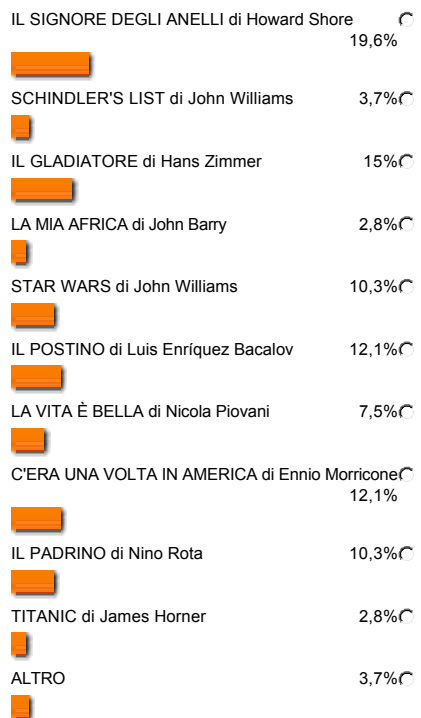 IL SIGNORE DEGLI ANELLI di Howard Shore
19,6%
SCHINDLER'S LIST di John Williams 3,7%
IL GLADIATORE di Hans Zimmer 15%
LA MIA AFRICA di John Barry 2,8%
STAR WARS di John Williams 10,3%
IL POSTINO di Luis Enríquez Bacalov 12,1%
LA VITA È BELLA di Nicola Piovani 7,5%
C'ERA UNA VOLTA IN AMERICA di Ennio Morricone
12,1%
IL PADRINO di Nino Rota 10,3%
TITANIC di James Horner 2,8%
ALTRO 3,7%